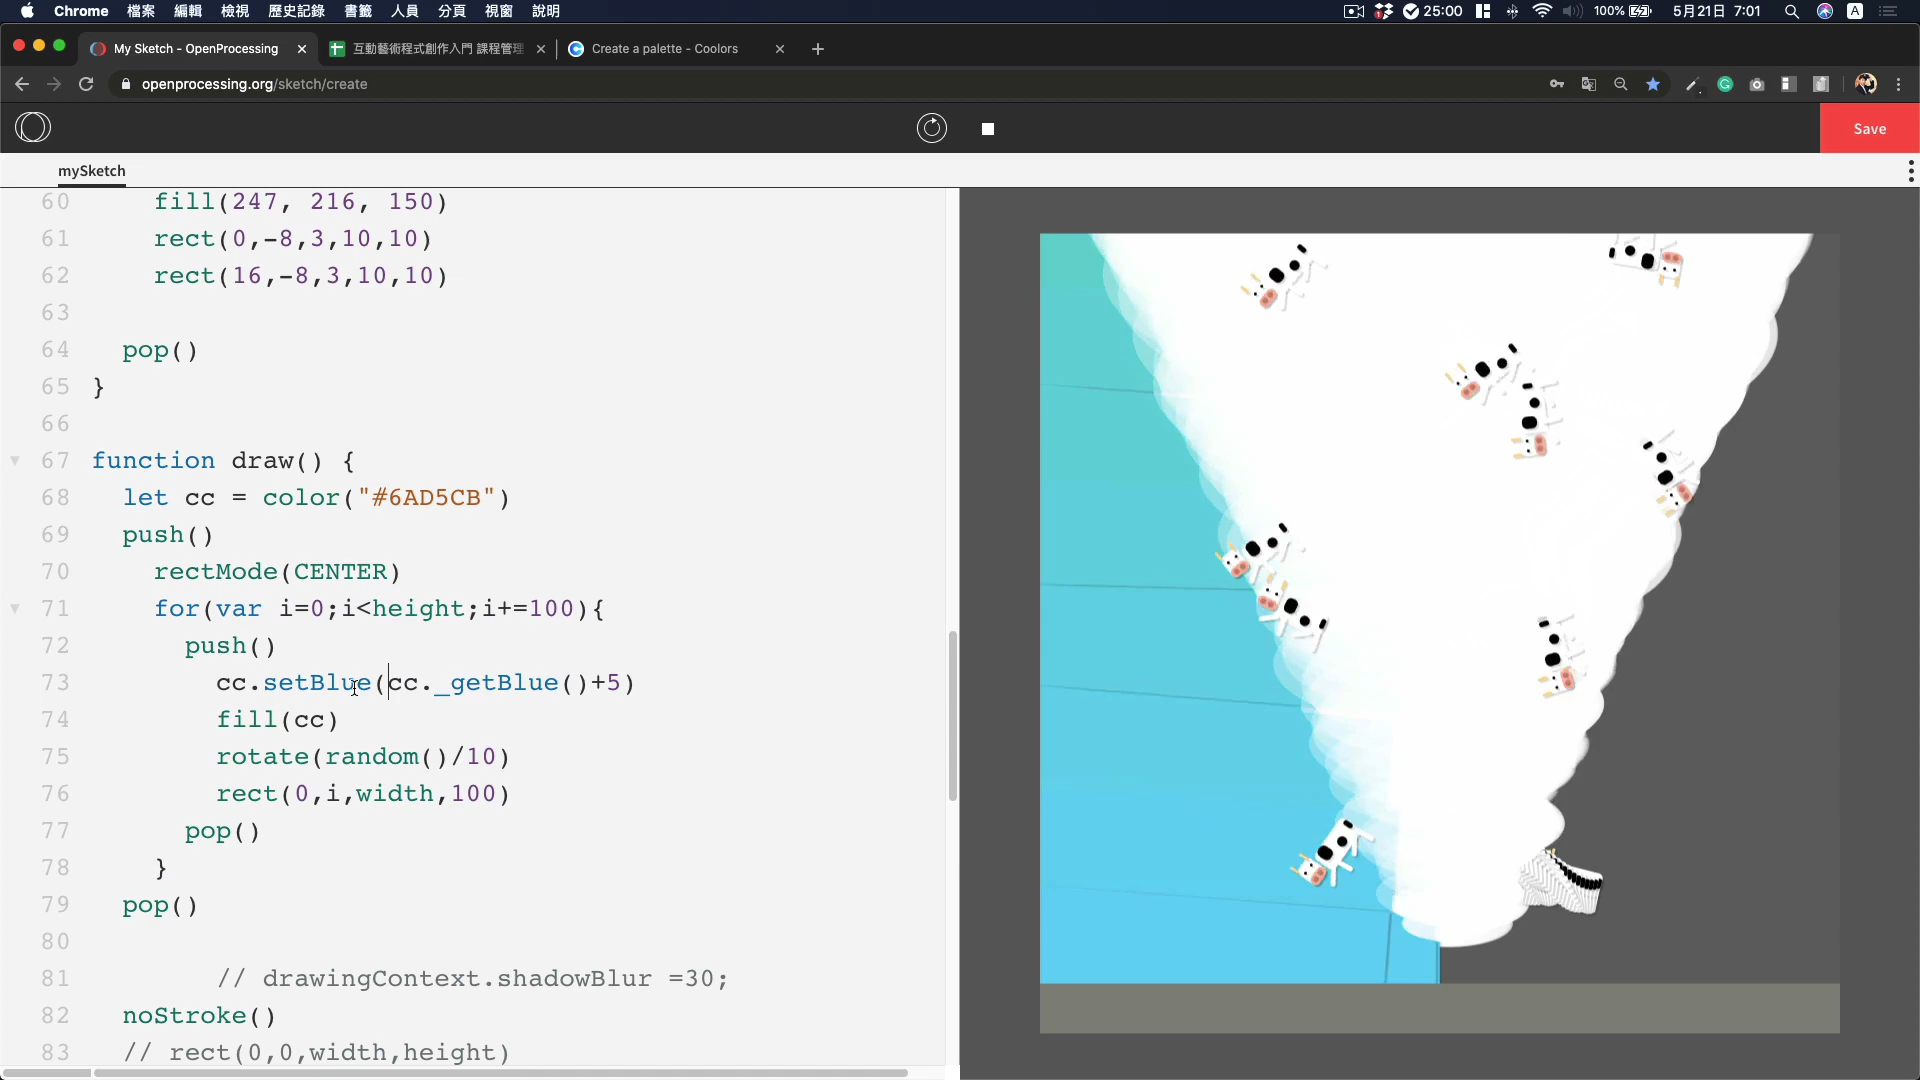 Chrome 檔案 編輯 檢視 歷史記錄 書籤 人員 分頁 視窗 說明 25:00 100% 5月21日 7:01 A
My Sketch - OpenProcessing 互動藝術程式創作入門 課程管理 Create a palette - Coolors
openprocessing.org/sketch/create
Save
mySketch
60 fill(247, 216, 150)
61 rect(0,-8,3,10,10)
62 rect(16,-8,3,10,10)
63
64 pop()
65 }
66
67 function draw() {
68 let cc = color("#6AD5CB")
69 push()
70 rectMode(CENTER)
71 for(var i=0;i<height;i+=100){
72 push()
73 cc.setBlue(cc._getBlue()+5)
74 fill(cc)
75 rotate(random()/10)
76 rect(0,i,width,100)
77 pop()
78 }
79 pop()
80
81 // drawingContext.shadowBlur =30;
82 noStroke()
83 // rect(0,0,width,height)